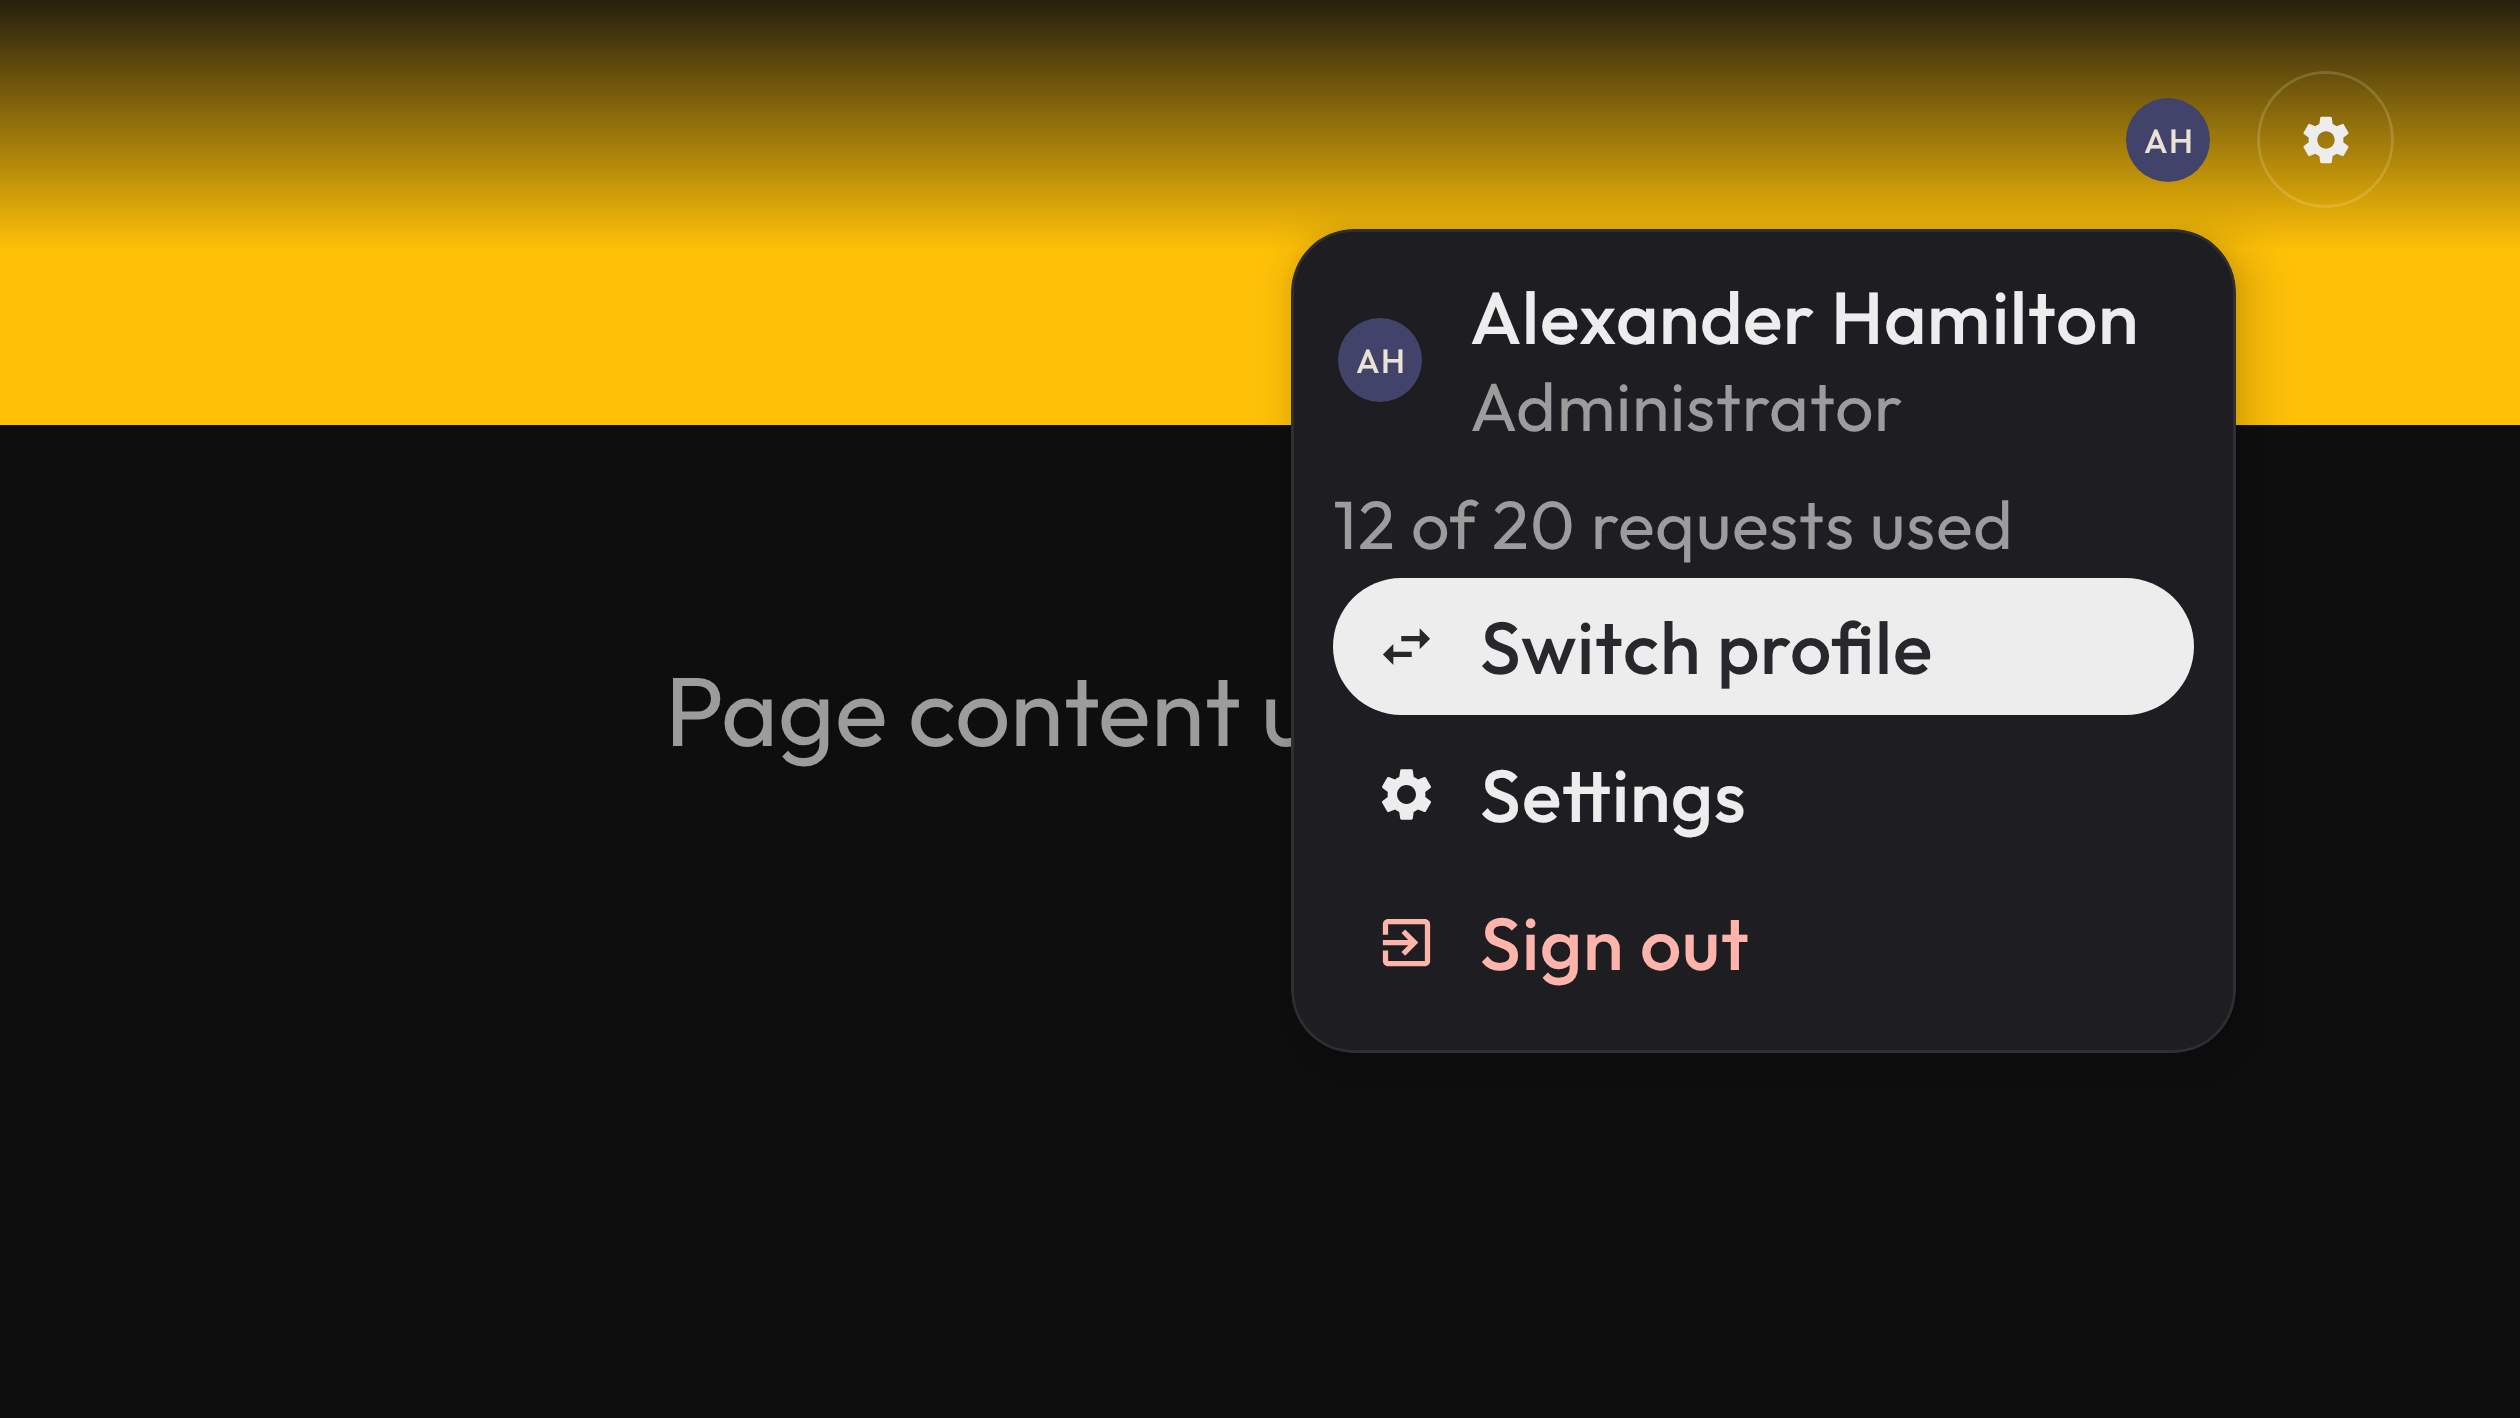 AH
Alexander Hamilton
AH
Administrator
12 of 20 requests used
Switch profile
Page content
Settings
Sign out